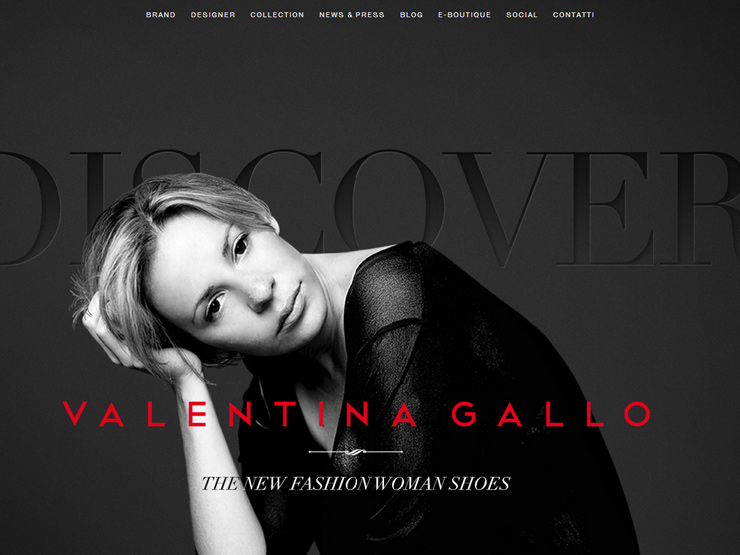 BRAND DESIGNER COLLECTION NEWS & PRESS BLOG E-BOUTIQUE SOCIAL CONTATTI
DISCOVER
VALENTINA GALLO
THE NEW FASHION WOMAN SHOES